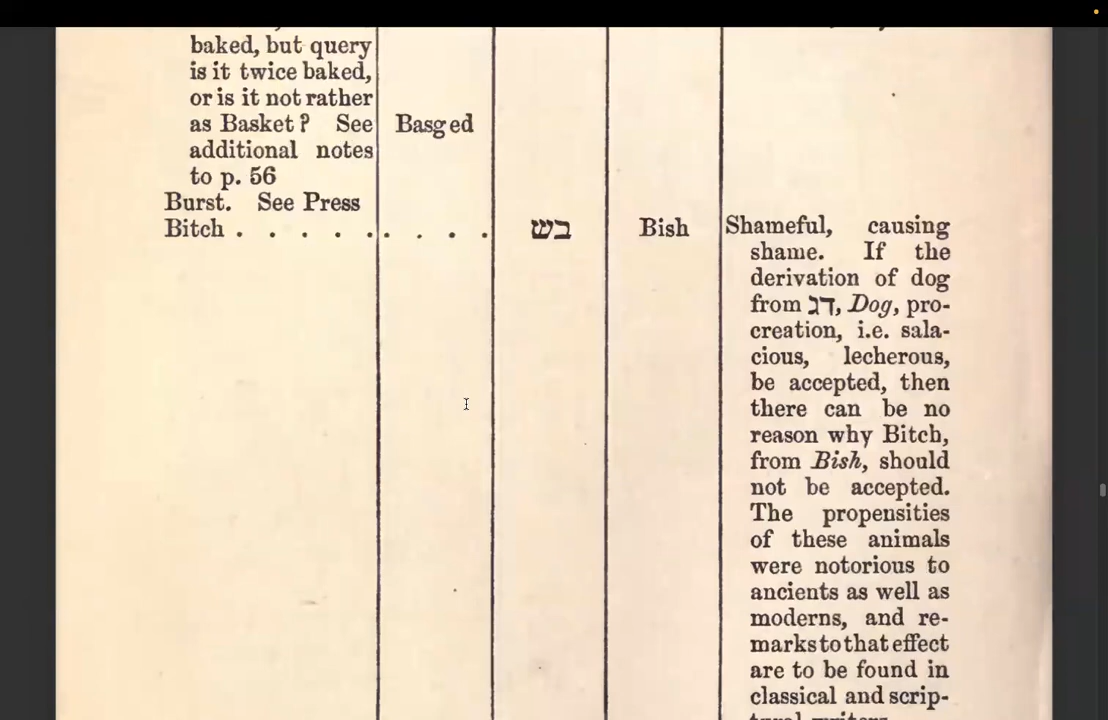 baked, but query
is it twice baked,
or is it not rather
as Basket? See
additional notes
to p. 56
Basged
Burst. See Press
Bitch . . . . . . . . .
בש
Bish
Shameful, causing
shame. If the
derivation of dog
from דג, Dog, pro-
creation, i.e. sala-
cious, lecherous,
be accepted, then
there can be no
reason why Bitch,
from Bish, should
not be accepted.
The propensities
of these animals
were notorious to
ancients as well as
moderns, and re-
marks to that effect
are to be found in
classical and scrip-